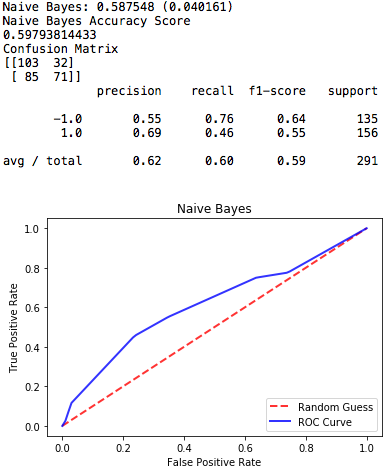 Naive Bayes: 0.587548 (0.040161)
Naive Bayes Accuracy Score
0.59793814433
Confusion Matrix
[[103  32]
 [ 85  71]]
precision recall f1-score support
-1.0 0.55 0.76 0.64 135
1.0 0.69 0.46 0.55 156
avg / total 0.62 0.60 0.59 291
Naive Bayes
1.0
0.8
0.6
0.4
0.2
0.0
True Positive Rate
Random Guess
ROC Curve
0.0 0.2 0.4 0.6 0.8 1.0
False Positive Rate